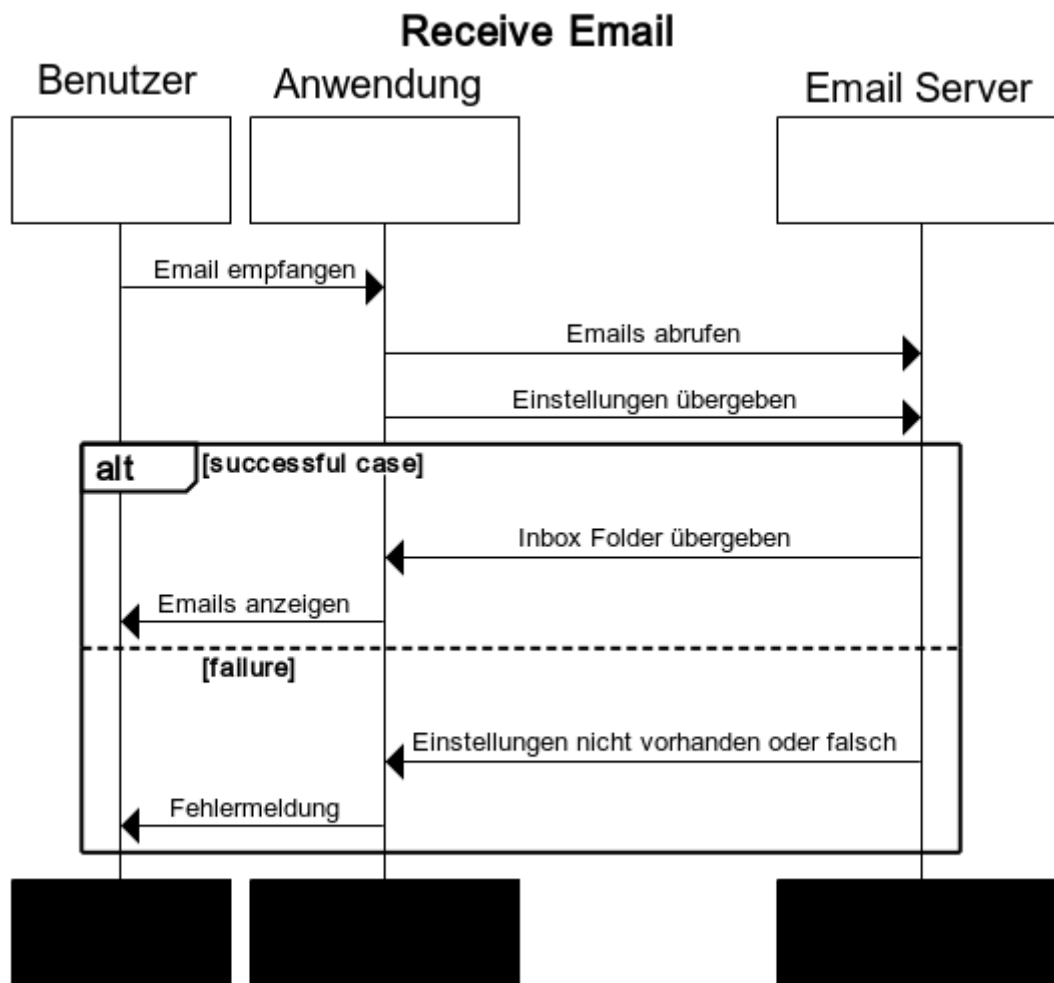 Receive Email
Benutzer
Anwendung
Email Server
Email empfangen
Emails abrufen
Einstellungen übergeben
alt
[successful case]
Inbox Folder übergeben
Emails anzeigen
[failure]
Einstellungen nicht vorhanden oder falsch
Fehlermeldung